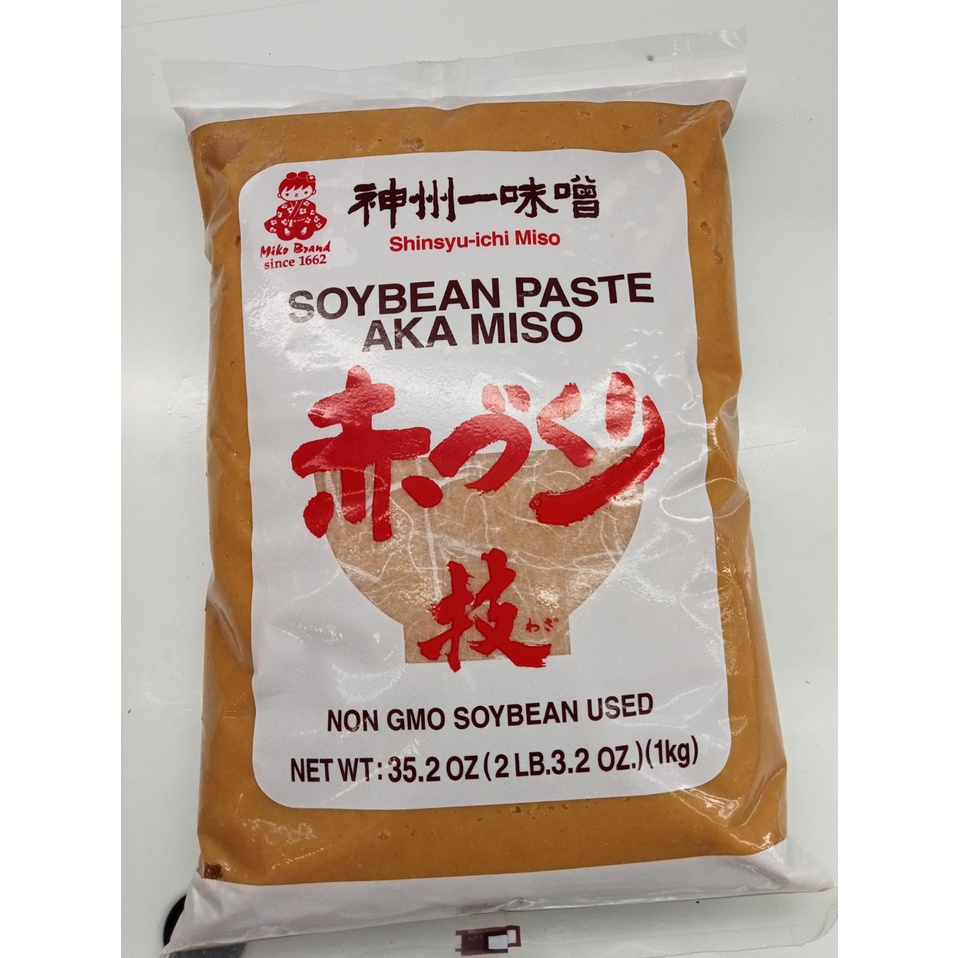 神州一味噌
Shinsyu-ichi Miso
Miko Brand
since 1662
SOYBEAN PASTE
AKA MISO
赤づくり
技
わざ
NON GMO SOYBEAN USED
NET WT: 35.2 OZ (2 LB.3.2 OZ.)(1kg)